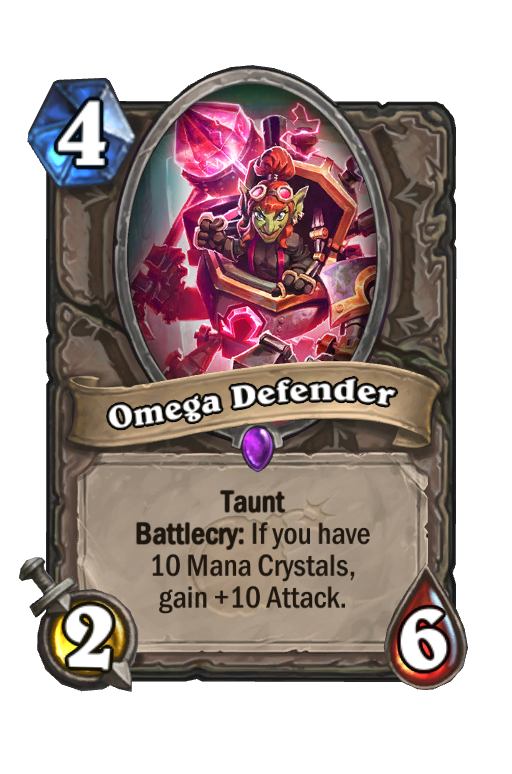 4
Omega Defender
Taunt
Battlecry: If you have
10 Mana Crystals,
gain +10 Attack.
2
6